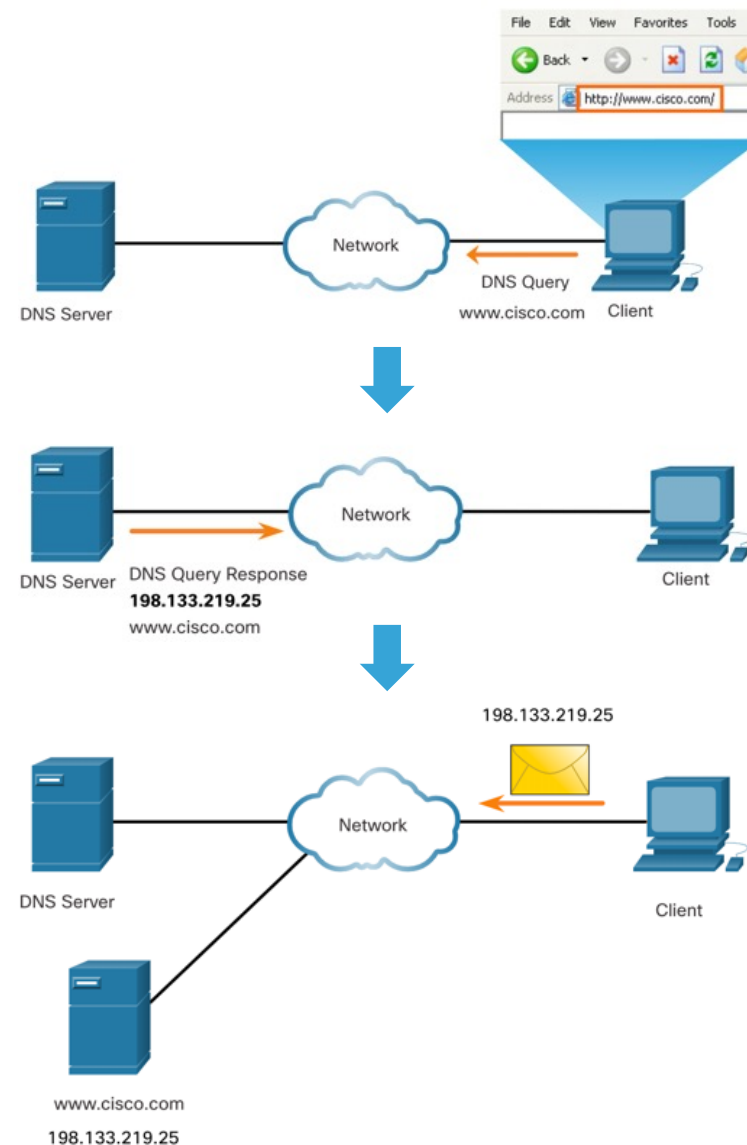 File Edit View Favorites Tools
Back
Address http://www.cisco.com/
Network
DNS Query
www.cisco.com
Client
DNS Server
Network
DNS Server
DNS Query Response
198.133.219.25
www.cisco.com
Client
198.133.219.25
Network
DNS Server
Client
www.cisco.com
198.133.219.25